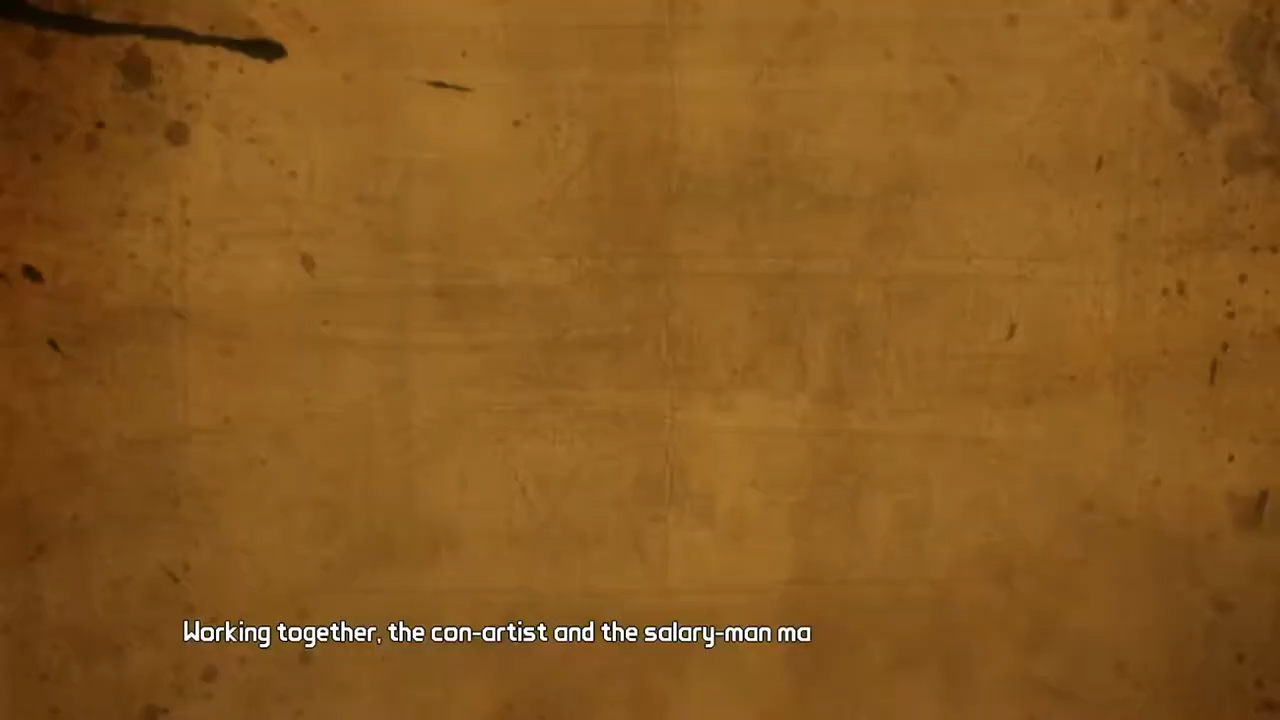 Working together, the con-artist and the salary-man ma